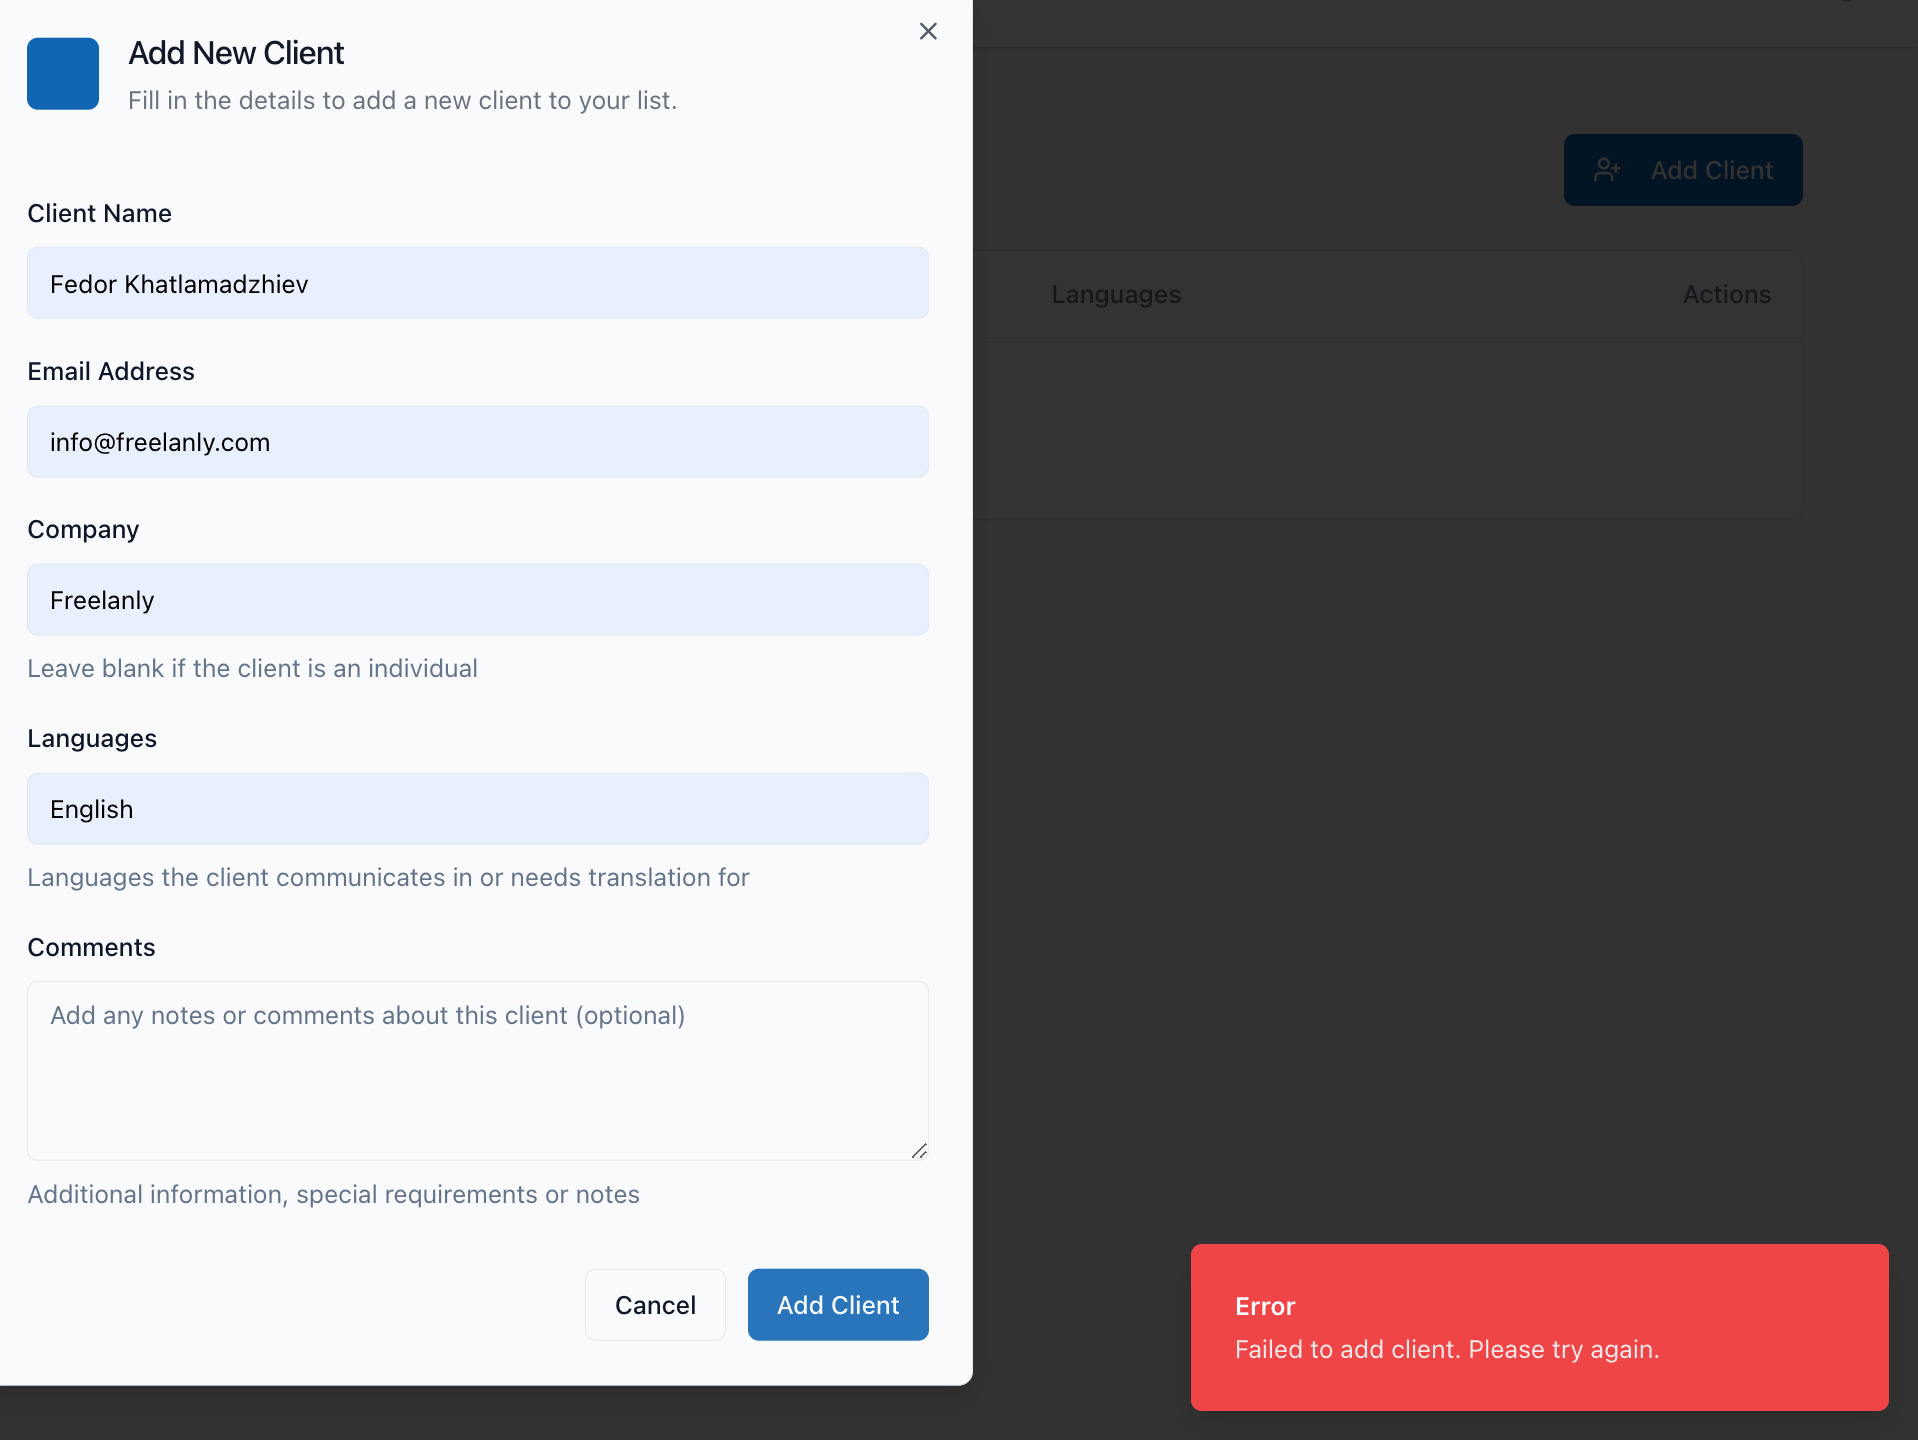 Add New Client
Fill in the details to add a new client to your list.
Client Name
Fedor Khatlamadzhiev
Email Address
info@freelanly.com
Company
Freelanly
Leave blank if the client is an individual
Languages
English
Languages the client communicates in or needs translation for
Comments
Add any notes or comments about this client (optional)
Additional information, special requirements or notes
Cancel
Add Client
Add Client
Languages
Actions
Error
Failed to add client. Please try again.